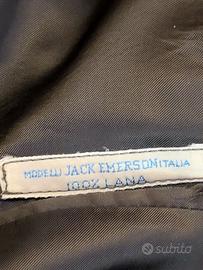 MODELLI JACK EMERSON ITALIA
100% LANA
subito